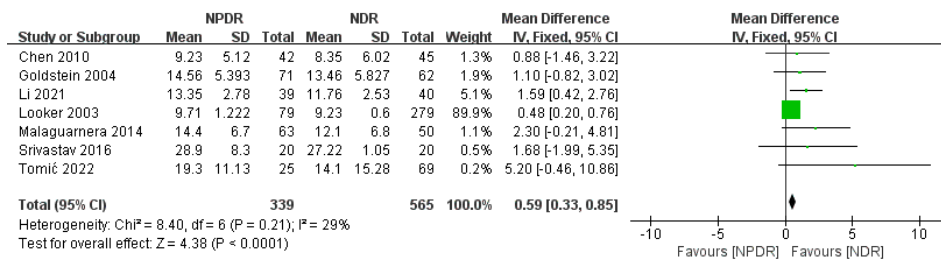 NPDR NDR Mean Difference Mean Difference
Study or Subgroup Mean SD Total Mean SD Total Weight IV, Fixed, 95% CI IV, Fixed, 95% CI
Chen 2010 9.23 5.12 42 8.35 6.02 45 1.3% 0.88 [-1.46, 3.22]
Goldstein 2004 14.56 5.393 71 13.46 5.827 62 1.9% 1.10 [-0.82, 3.02]
Li 2021 13.35 2.78 39 11.76 2.53 40 5.1% 1.59 [0.42, 2.76]
Looker 2003 9.71 1.222 79 9.23 0.6 279 89.9% 0.48 [0.20, 0.76]
Malaguarnera 2014 14.4 6.7 63 12.1 6.8 50 1.1% 2.30 [-0.21, 4.81]
Srivastav 2016 28.9 8.3 20 27.22 1.05 20 0.5% 1.68 [-1.99, 5.35]
Tomić 2022 19.3 11.13 25 14.1 15.28 69 0.2% 5.20 [-0.46, 10.86]
Total (95% CI) 339 565 100.0% 0.59 [0.33, 0.85]
Heterogeneity: Chi² = 8.40, df = 6 (P = 0.21); I² = 29%
Test for overall effect: Z = 4.38 (P < 0.0001)
-10 -5 0 5 10
Favours [NPDR] Favours [NDR]